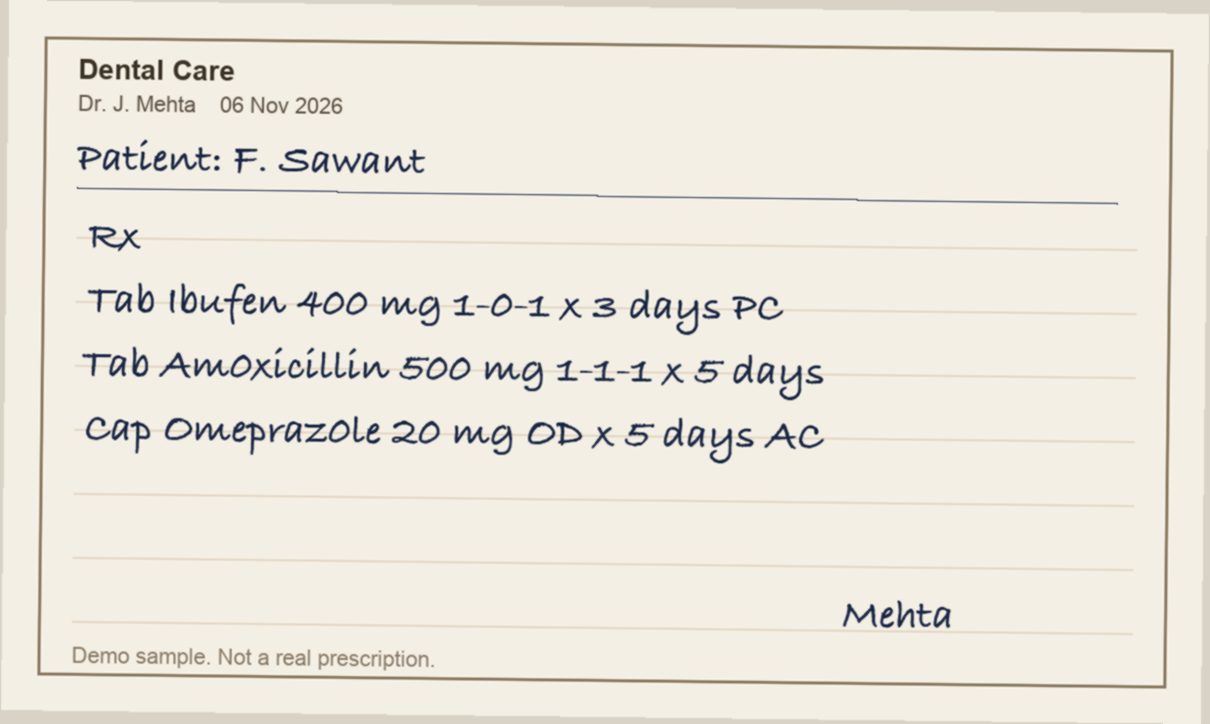 Dental Care
Dr. J. Mehta 06 Nov 2026
Patient: F. Sawant
Rx
Tab Ibufen 400 mg 1-0-1 x 3 days PC
Tab Amoxicillin 500 mg 1-1-1 x 5 days
Cap Omeprazole 20 mg OD x 5 days AC
Mehta
Demo sample. Not a real prescription.